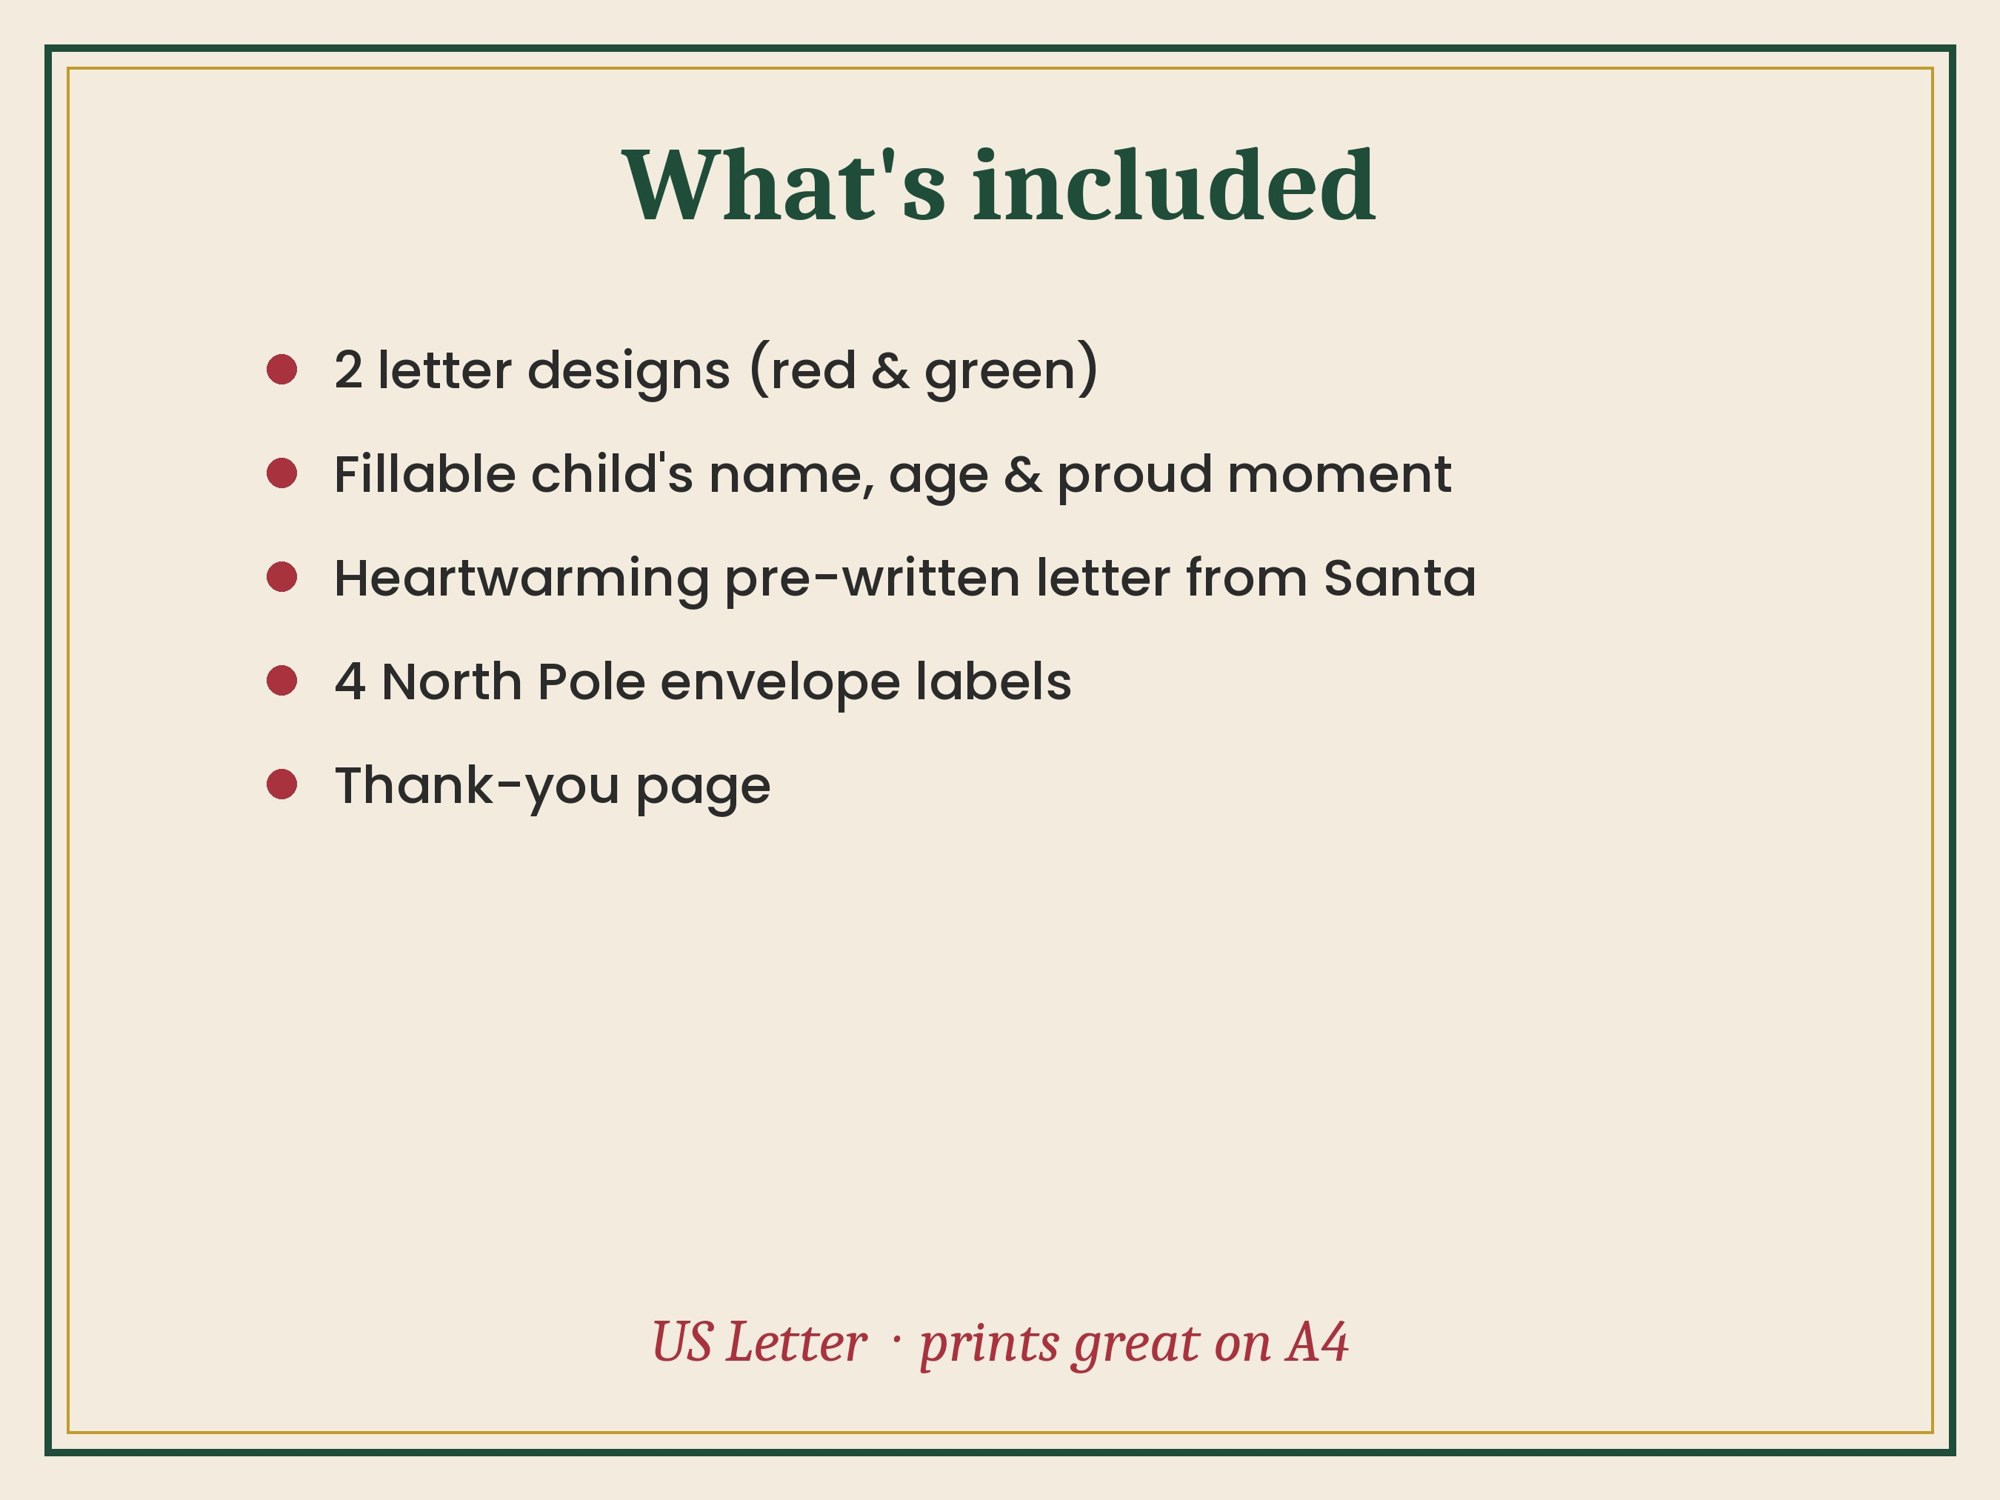 What's included
2 letter designs (red & green)
Fillable child's name, age & proud moment
Heartwarming pre-written letter from Santa
4 North Pole envelope labels
Thank-you page
US Letter · prints great on A4